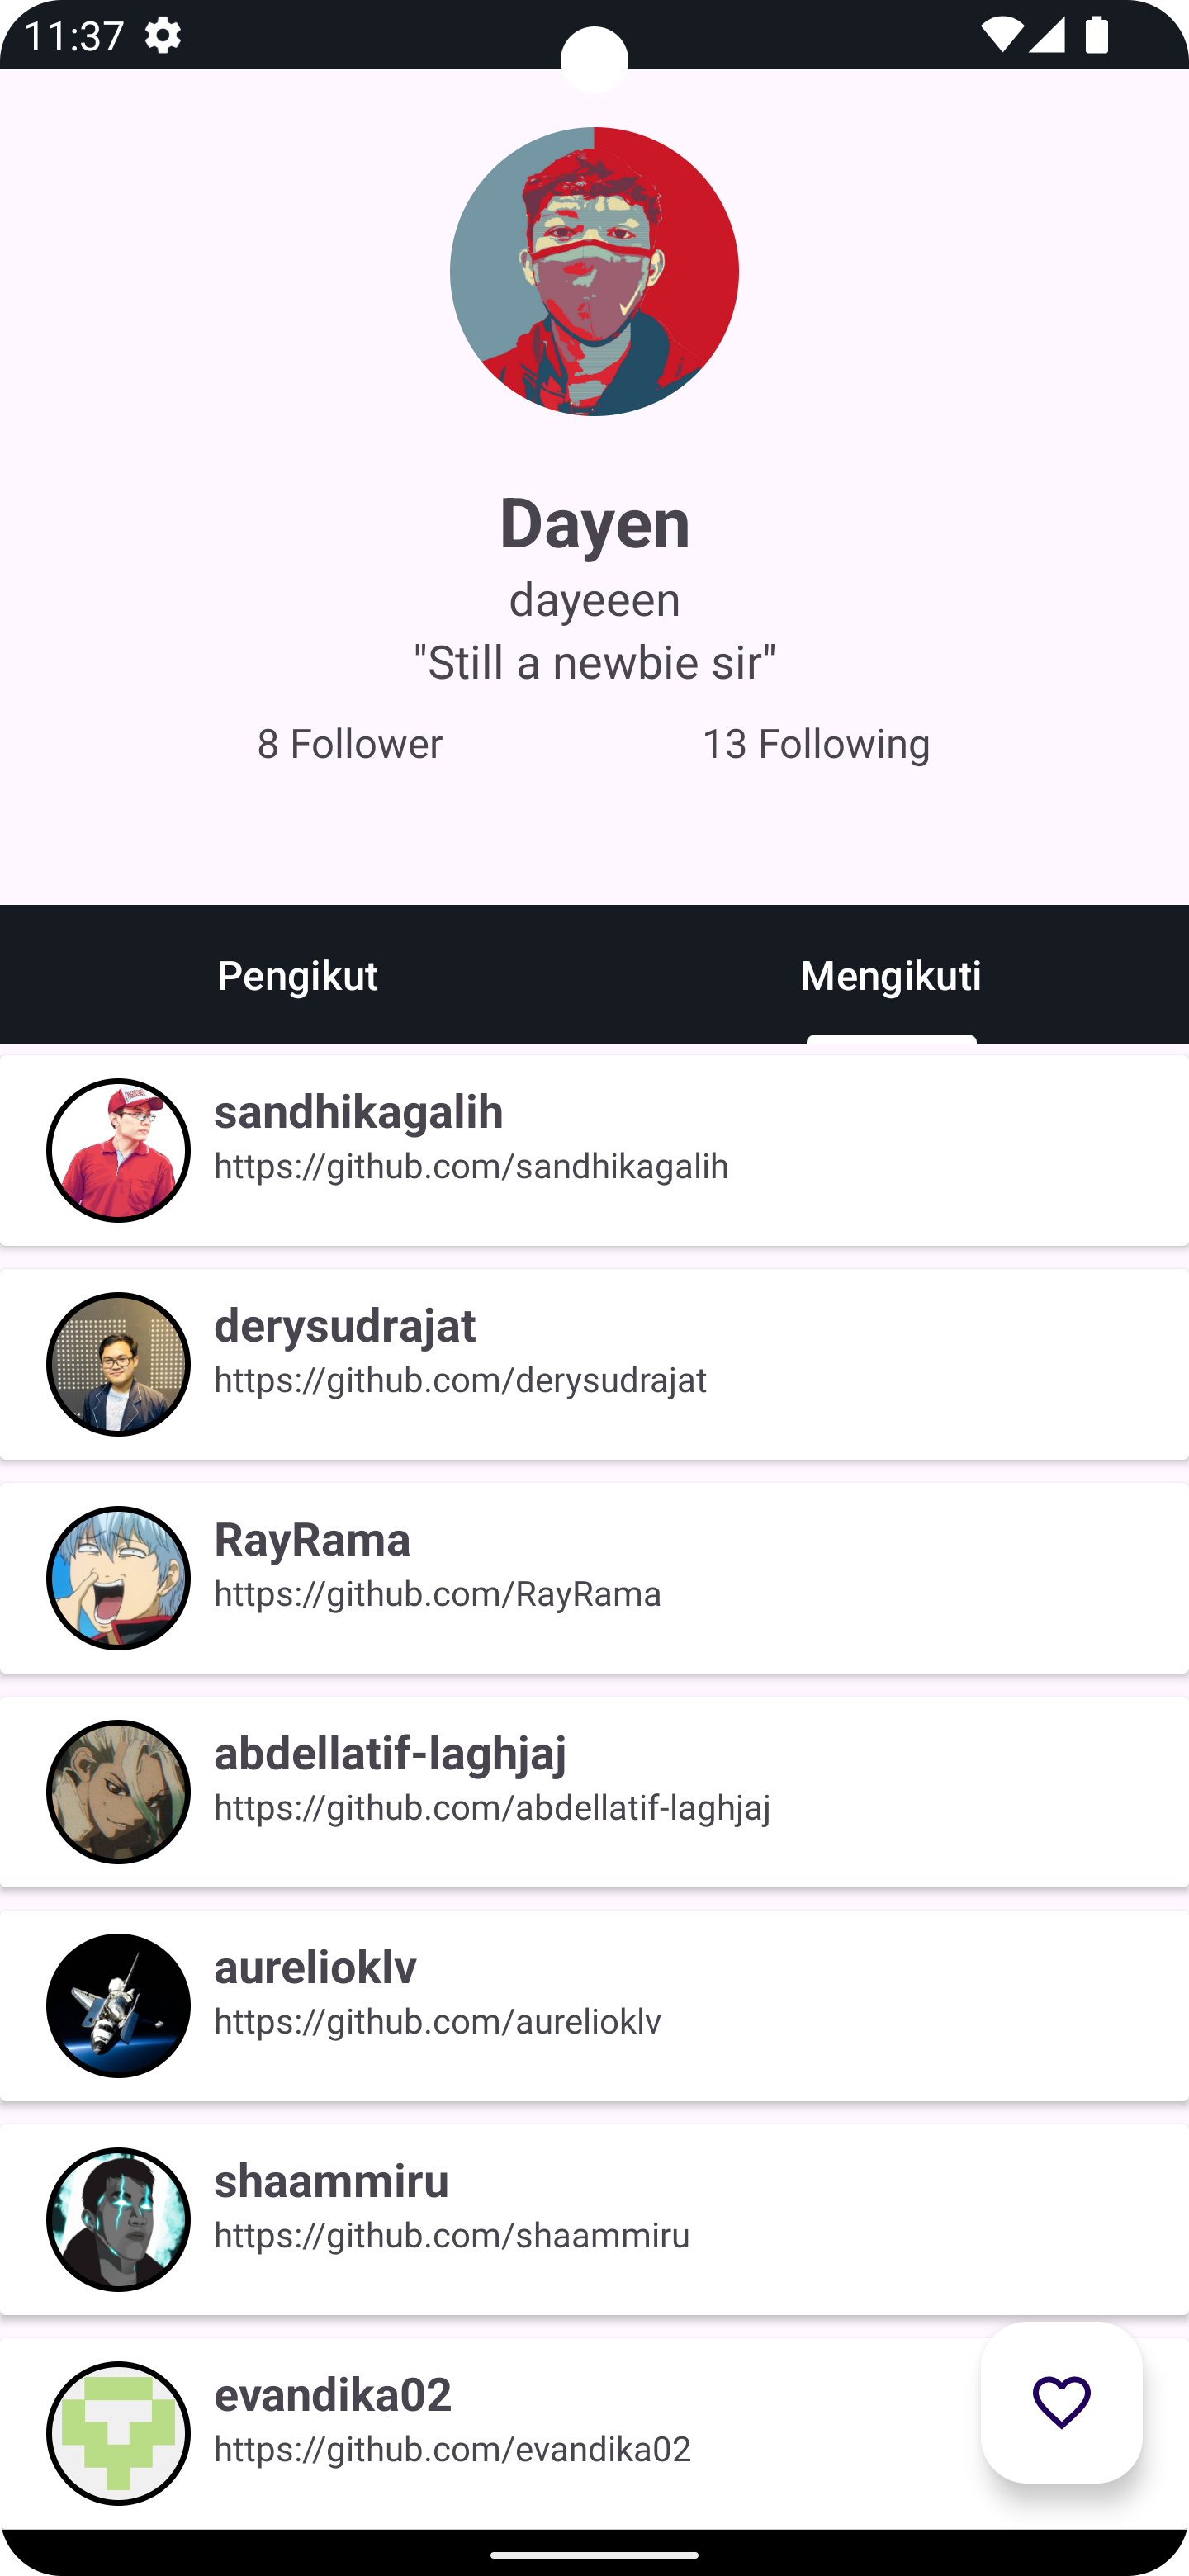 11:37
Dayen
dayeeen
"Still a newbie sir"
8 Follower 13 Following
Pengikut Mengikuti
sandhikagalih
https://github.com/sandhikagalih
derysudrajat
https://github.com/derysudrajat
RayRama
https://github.com/RayRama
abdellatif-laghjaj
https://github.com/abdellatif-laghjaj
aurelioklv
https://github.com/aurelioklv
shaammiru
https://github.com/shaammiru
evandika02
https://github.com/evandika02